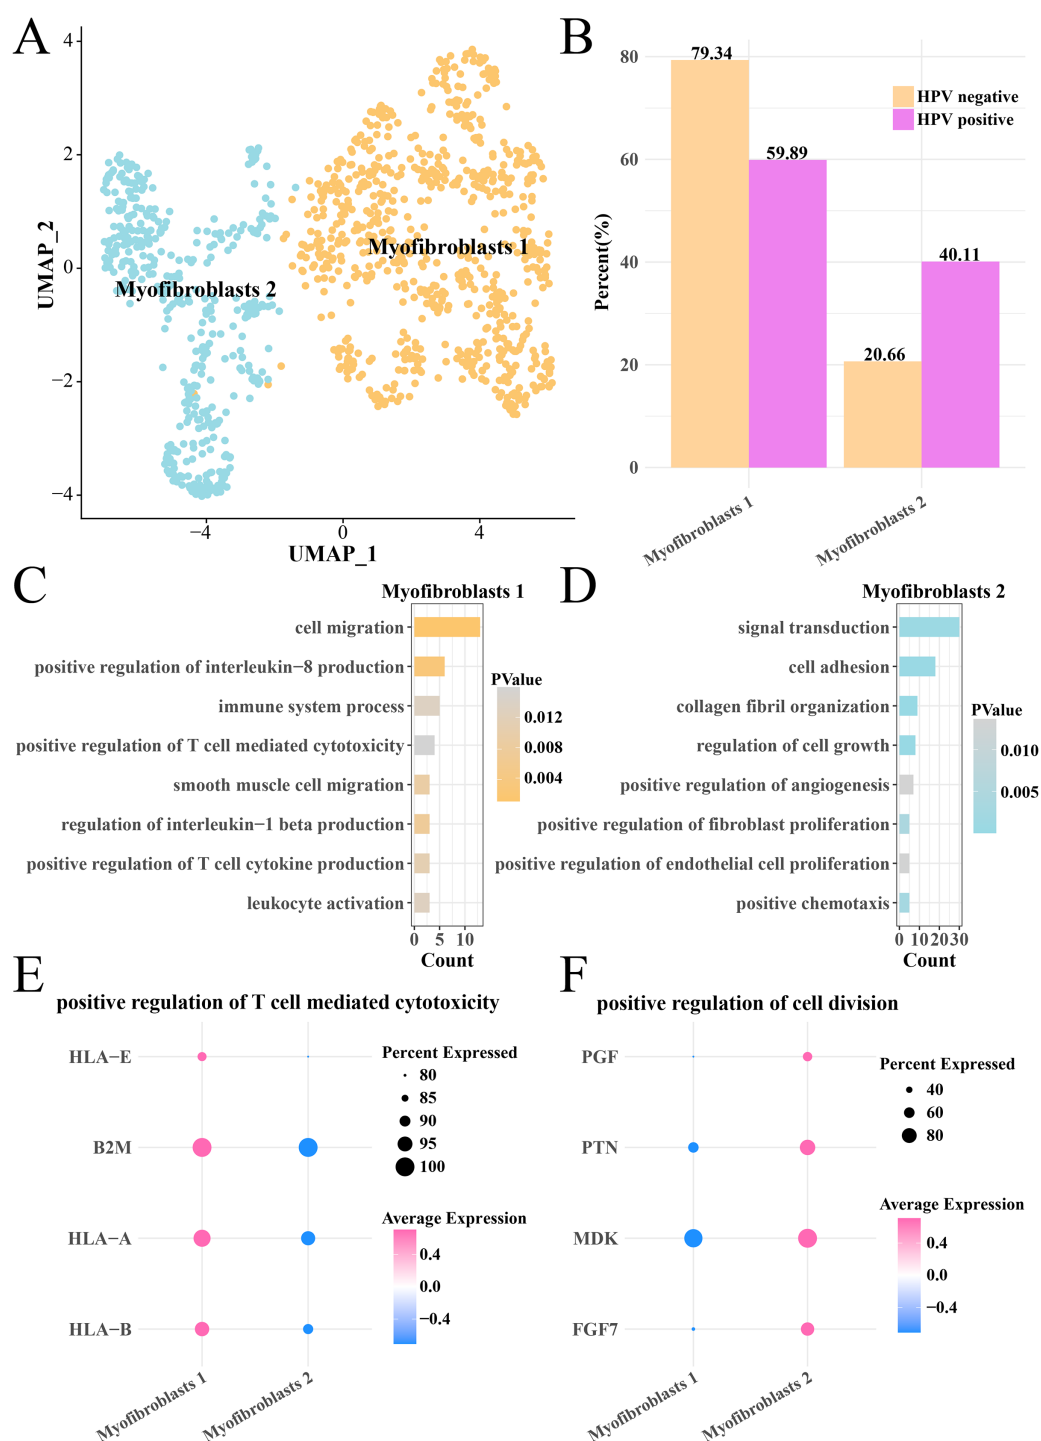 A
4
2
0
−2
−4
UMAP_2
Myofibroblasts 1
Myofibroblasts 2
−4
0
4
UMAP_1
B
80
60
40
20
0
Percent(%)
79.34
59.89
20.66
40.11
HPV negative
HPV positive
Myofibroblasts 1
Myofibroblasts 2
C
Myofibroblasts 1
cell migration
positive regulation of interleukin−8 production
immune system process
positive regulation of T cell mediated cytotoxicity
smooth muscle cell migration
regulation of interleukin−1 beta production
positive regulation of T cell cytokine production
leukocyte activation
0 5 10
Count
PValue
0.012
0.008
0.004
D
Myofibroblasts 2
signal transduction
cell adhesion
collagen fibril organization
regulation of cell growth
positive regulation of angiogenesis
positive regulation of fibroblast proliferation
positive regulation of endothelial cell proliferation
positive chemotaxis
0 10 20 30
Count
PValue
0.010
0.005
E
positive regulation of T cell mediated cytotoxicity
HLA−E
B2M
HLA−A
HLA−B
Myofibroblasts 1
Myofibroblasts 2
Percent Expressed
80
85
90
95
100
Average Expression
0.4
0.0
−0.4
F
positive regulation of cell division
PGF
PTN
MDK
FGF7
Myofibroblasts 1
Myofibroblasts 2
Percent Expressed
40
60
80
Average Expression
0.4
0.0
−0.4